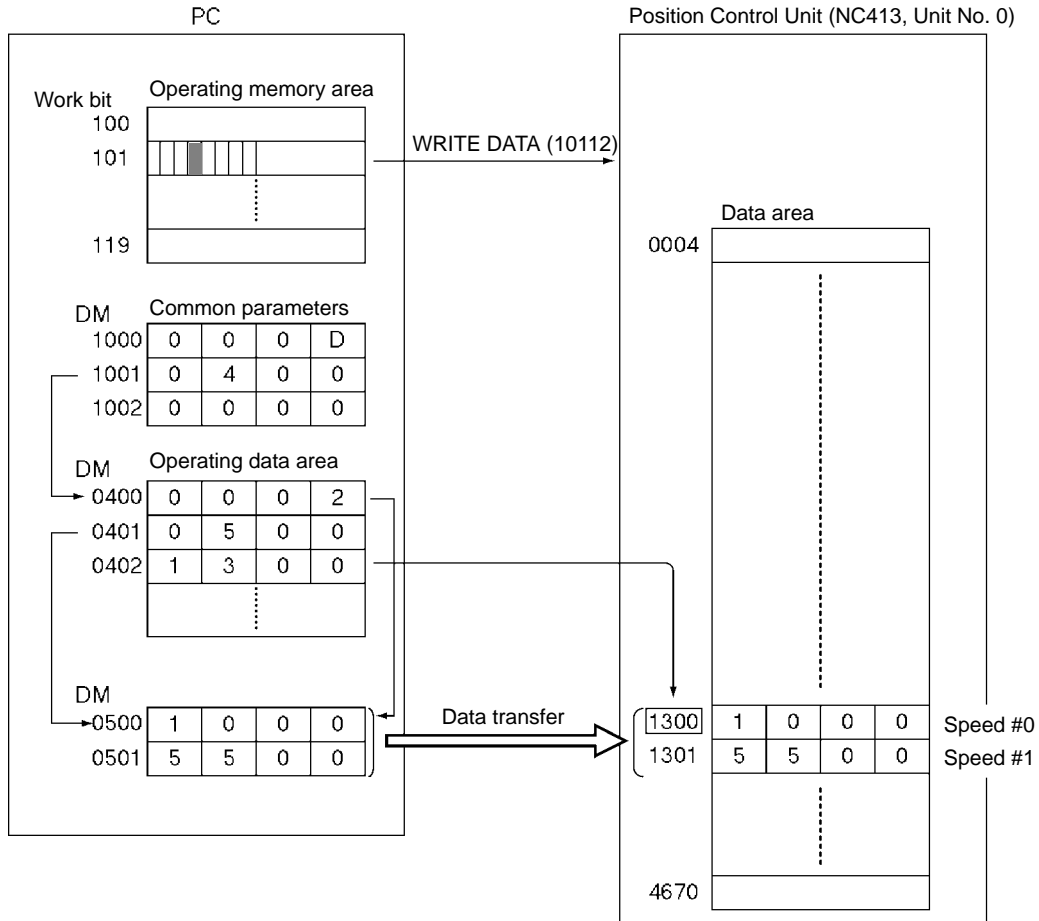 PC
Position Control Unit (NC413, Unit No. 0)
Work bit
Operating memory area
100
101
WRITE DATA (10112)
119
DM
Common parameters
1000 0 0 0 D
1001 0 4 0 0
1002 0 0 0 0
DM
Operating data area
0400 0 0 0 2
0401 0 5 0 0
0402 1 3 0 0
DM
0500 1 0 0 0
0501 5 5 0 0
Data transfer
Data area
0004
1300 1 0 0 0 Speed #0
1301 5 5 0 0 Speed #1
4670